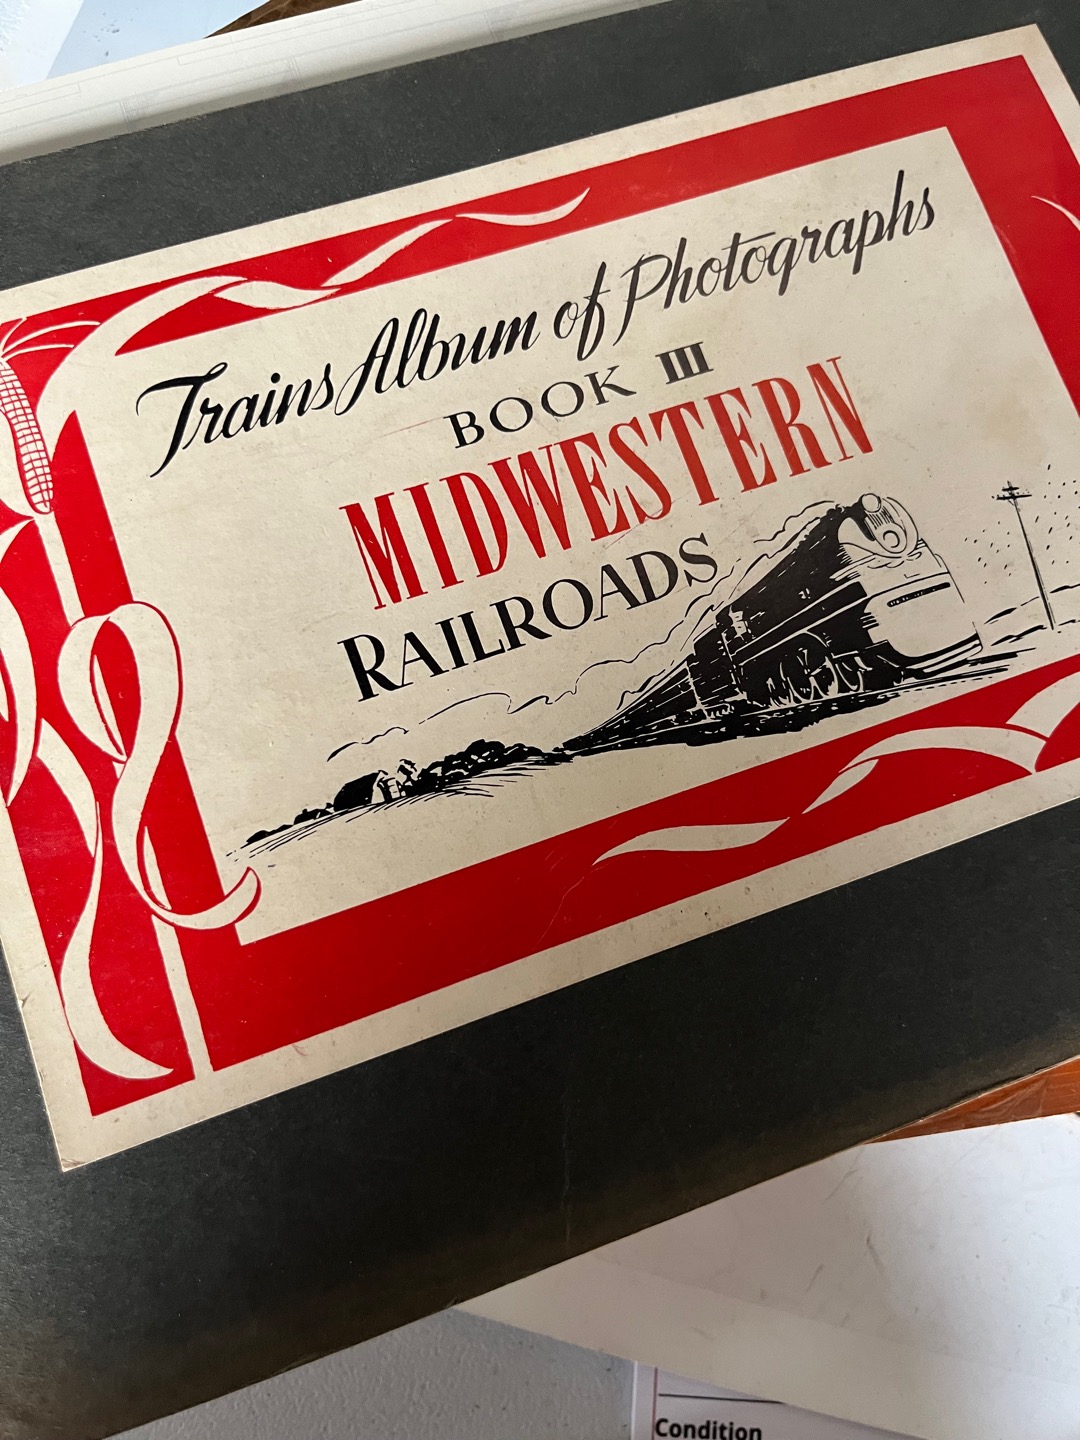 Trains Album of Photographs
BOOK III
MIDWESTERN
RAILROADS
Condition